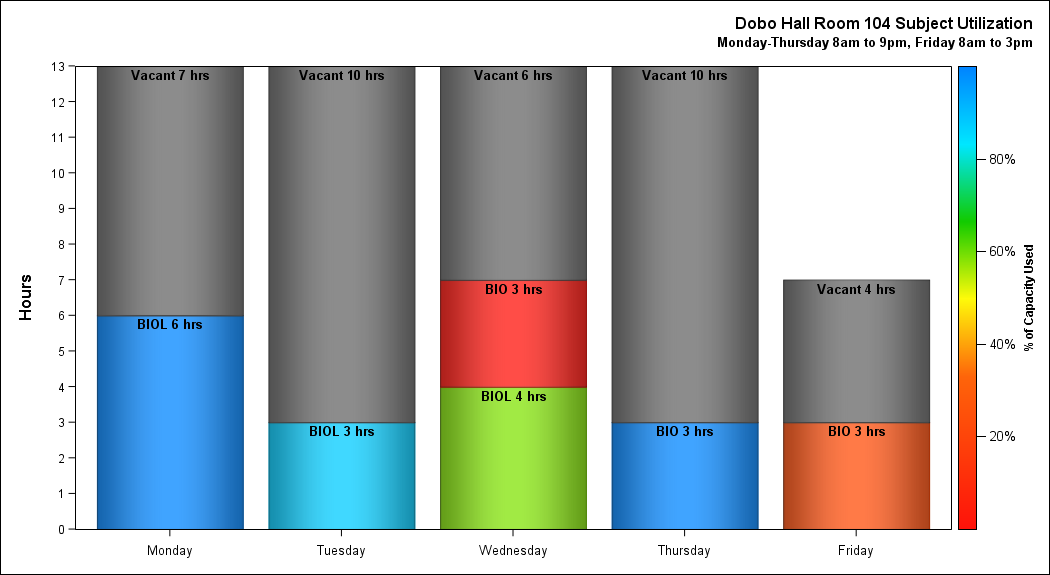 Dobo Hall Room 104 Subject Utilization
Monday-Thursday 8am to 9pm, Friday 8am to 3pm
13
12
11
10
9
8
7
6
5
4
3
2
1
0
Hours
Vacant 7 hrs
BIOL 6 hrs
Vacant 10 hrs
BIOL 3 hrs
Vacant 6 hrs
BIO 3 hrs
BIOL 4 hrs
Vacant 10 hrs
BIO 3 hrs
Vacant 4 hrs
BIO 3 hrs
Monday
Tuesday
Wednesday
Thursday
Friday
80%
60%
40%
20%
% of Capacity Used